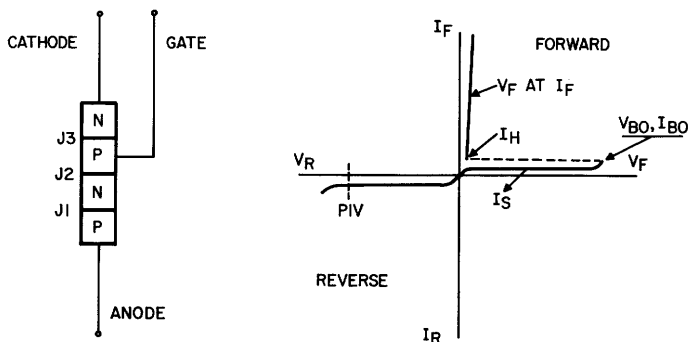 CATHODE
GATE
N
J3
P
J2
N
J1
P
ANODE
I_F
FORWARD
V_F AT I_F
V_BO, I_BO
I_H
V_R
V_F
I_S
PIV
REVERSE
I_R